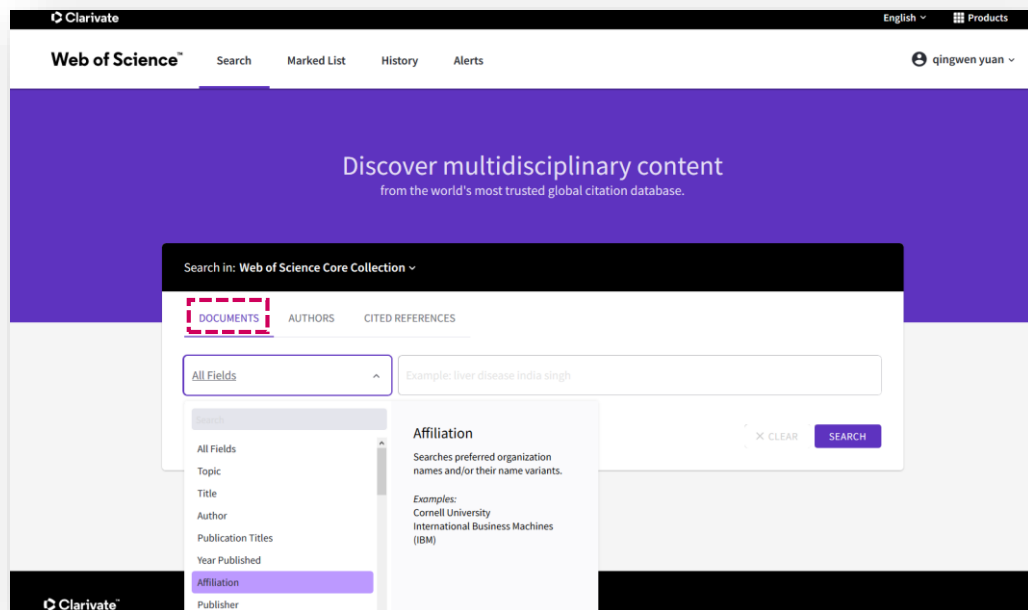 Clarivate
English
Products
Web of Science™
Search
Marked List
History
Alerts
qingwen yuan
Discover multidisciplinary content
from the world's most trusted global citation database.
Search in: Web of Science Core Collection
DOCUMENTS
AUTHORS
CITED REFERENCES
All Fields
Example: liver disease india singh
Search
All Fields
Topic
Title
Author
Publication Titles
Year Published
Affiliation
Publisher
Affiliation
Searches preferred organization
names and/or their name variants.
Examples:
Cornell University
International Business Machines
(IBM)
× CLEAR
SEARCH
Clarivate™